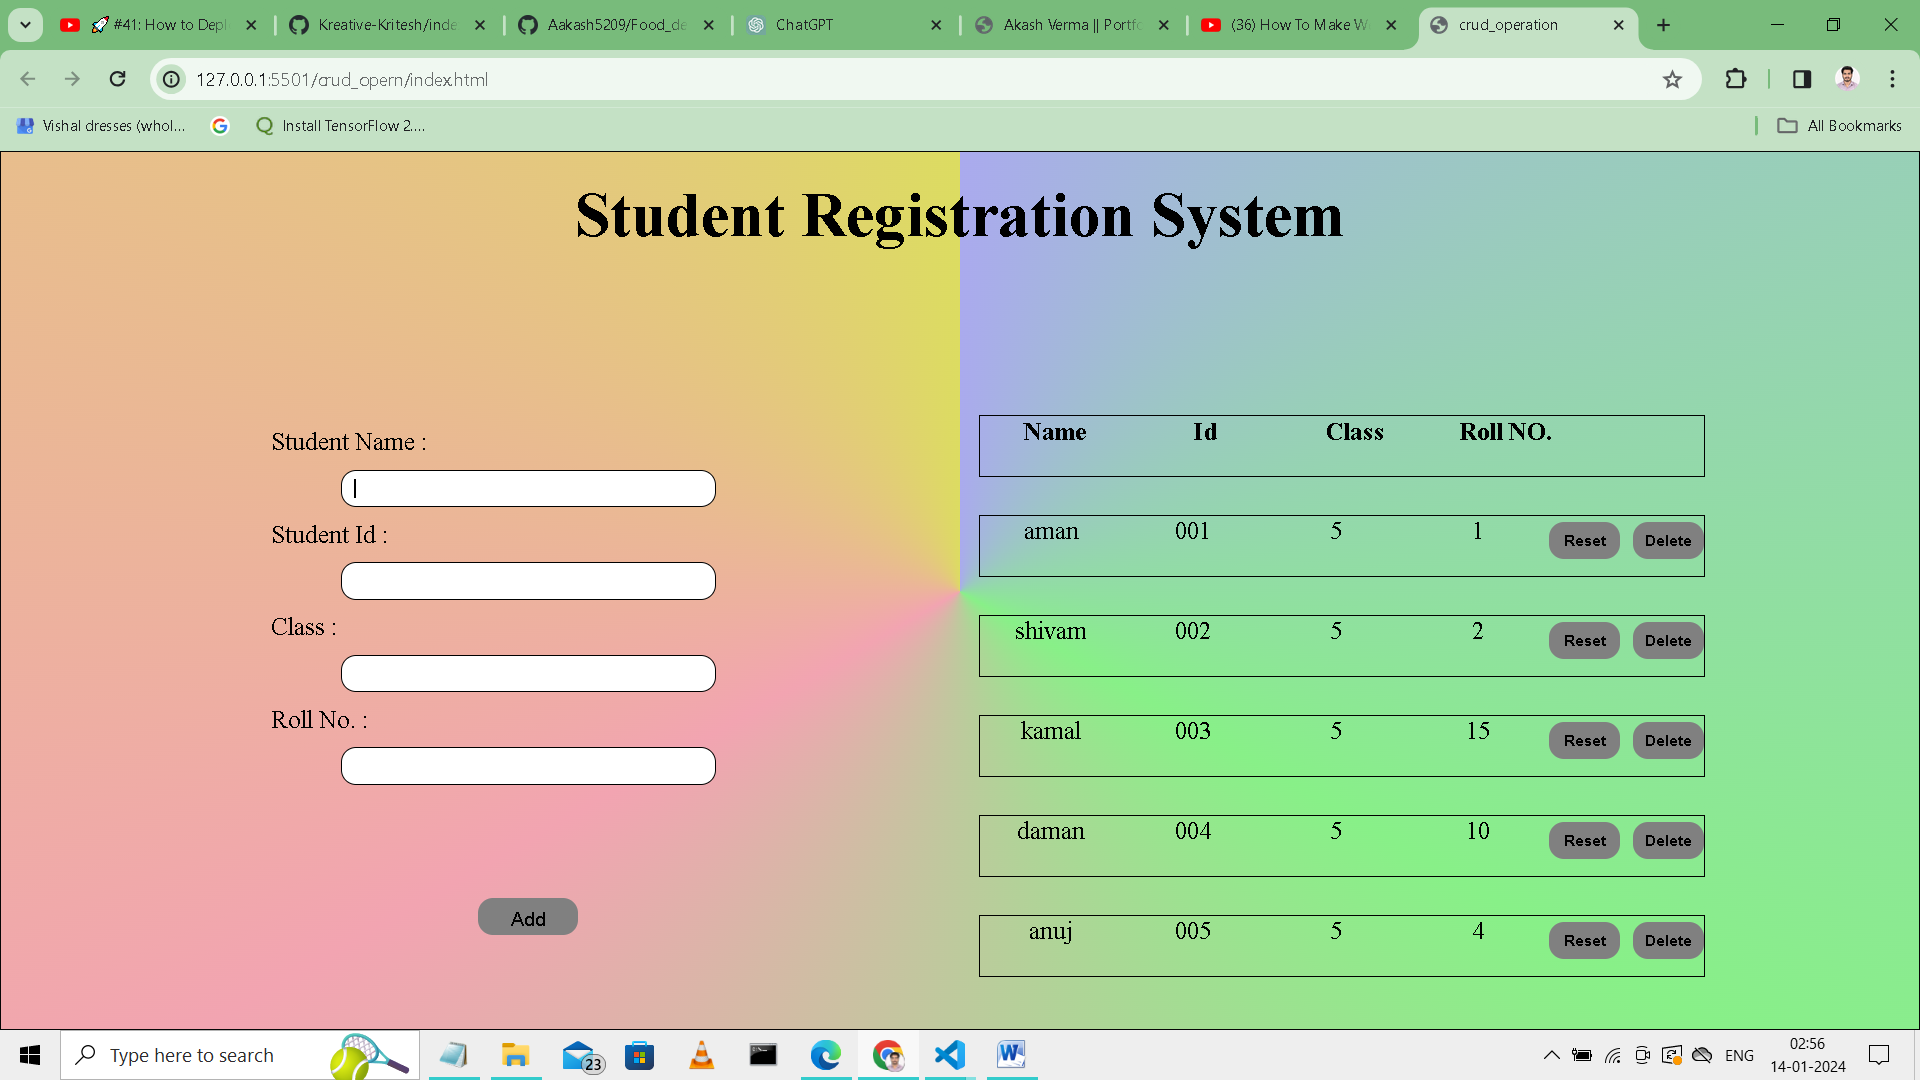 🚀 #41: How to Depl
Kreative-Kritesh/inde
Aakash5209/Food_de
ChatGPT
Akash Verma || Portfo
(36) How To Make W
crud_operation
127.0.0.1:5501/crud_opern/index.html
Vishal dresses (whol...
Install TensorFlow 2....
All Bookmarks
Student Registration System
Student Name :
Student Id :
Class :
Roll No. :
Add
Name Id Class Roll NO.
aman 001 5 1 Reset Delete
shivam 002 5 2 Reset Delete
kamal 003 5 15 Reset Delete
daman 004 5 10 Reset Delete
anuj 005 5 4 Reset Delete
Type here to search
23
ENG
02:56
14-01-2024